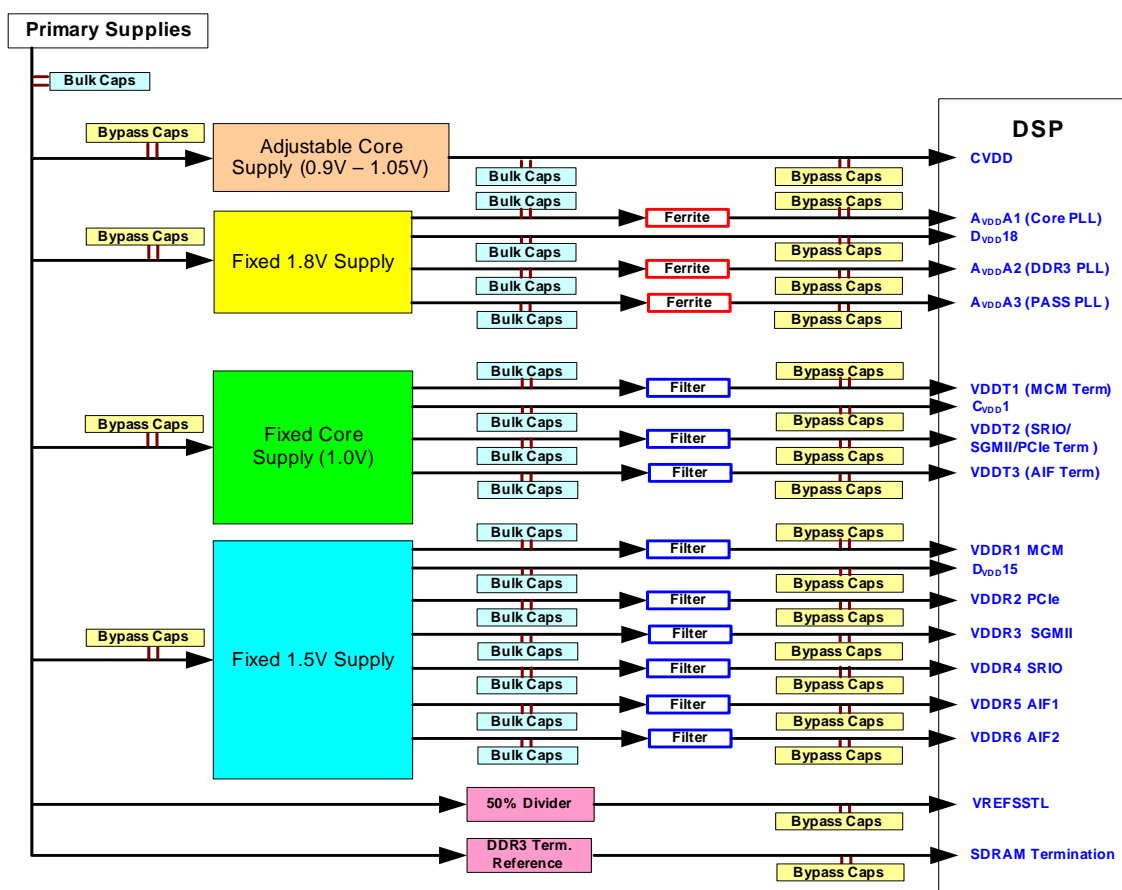 Primary Supplies
Bulk Caps
DSP
Bypass Caps
Adjustable Core
Supply (0.9V – 1.05V)
Bulk Caps
Bypass Caps
CVDD
Bypass Caps
Fixed 1.8V Supply
Bulk Caps
Ferrite
Bypass Caps
AVDDA1 (Core PLL)
DVDD18
Bulk Caps
Bypass Caps
Ferrite
AVDDA2 (DDR3 PLL)
Bulk Caps
Bypass Caps
Ferrite
AVDDA3 (PASS PLL)
Bulk Caps
Bypass Caps
Bypass Caps
Fixed Core
Supply (1.0V)
Bulk Caps
Filter
Bypass Caps
VDDT1 (MCM Term)
CVDD1
Bulk Caps
Bypass Caps
Filter
VDDT2 (SRIO/
SGMII/PCIe Term )
Bulk Caps
Bypass Caps
Filter
VDDT3 (AIF Term)
Bulk Caps
Bypass Caps
Bypass Caps
Fixed 1.5V Supply
Bulk Caps
Bypass Caps
Filter
VDDR1 MCM
DVDD15
Bulk Caps
Bypass Caps
Filter
VDDR2 PCIe
Bulk Caps
Bypass Caps
Filter
VDDR3 SGMII
Bulk Caps
Bypass Caps
Filter
VDDR4 SRIO
Bulk Caps
Bypass Caps
Filter
VDDR5 AIF1
Bulk Caps
Bypass Caps
Filter
VDDR6 AIF2
Bulk Caps
Bypass Caps
50% Divider
VREFSSTL
Bypass Caps
DDR3 Term.
Reference
SDRAM Termination
Bypass Caps